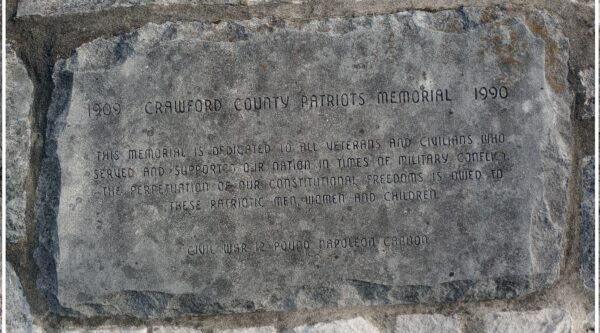 1909 CRAWFORD COUNTY PATRIOTS MEMORIAL 1990
THIS MEMORIAL IS DEDICATED TO ALL VETERANS AND CIVILIANS WHO
SERVED AND SUPPORTED OUR NATION IN TIMES OF MILITARY CONFLICT.
THE PERPETUATION OF OUR CONSTITUTIONAL FREEDOMS IS OWED TO
THESE PATRIOTIC MEN, WOMEN AND CHILDREN.
CIVIL WAR 12 POUND NAPOLEON CANNON